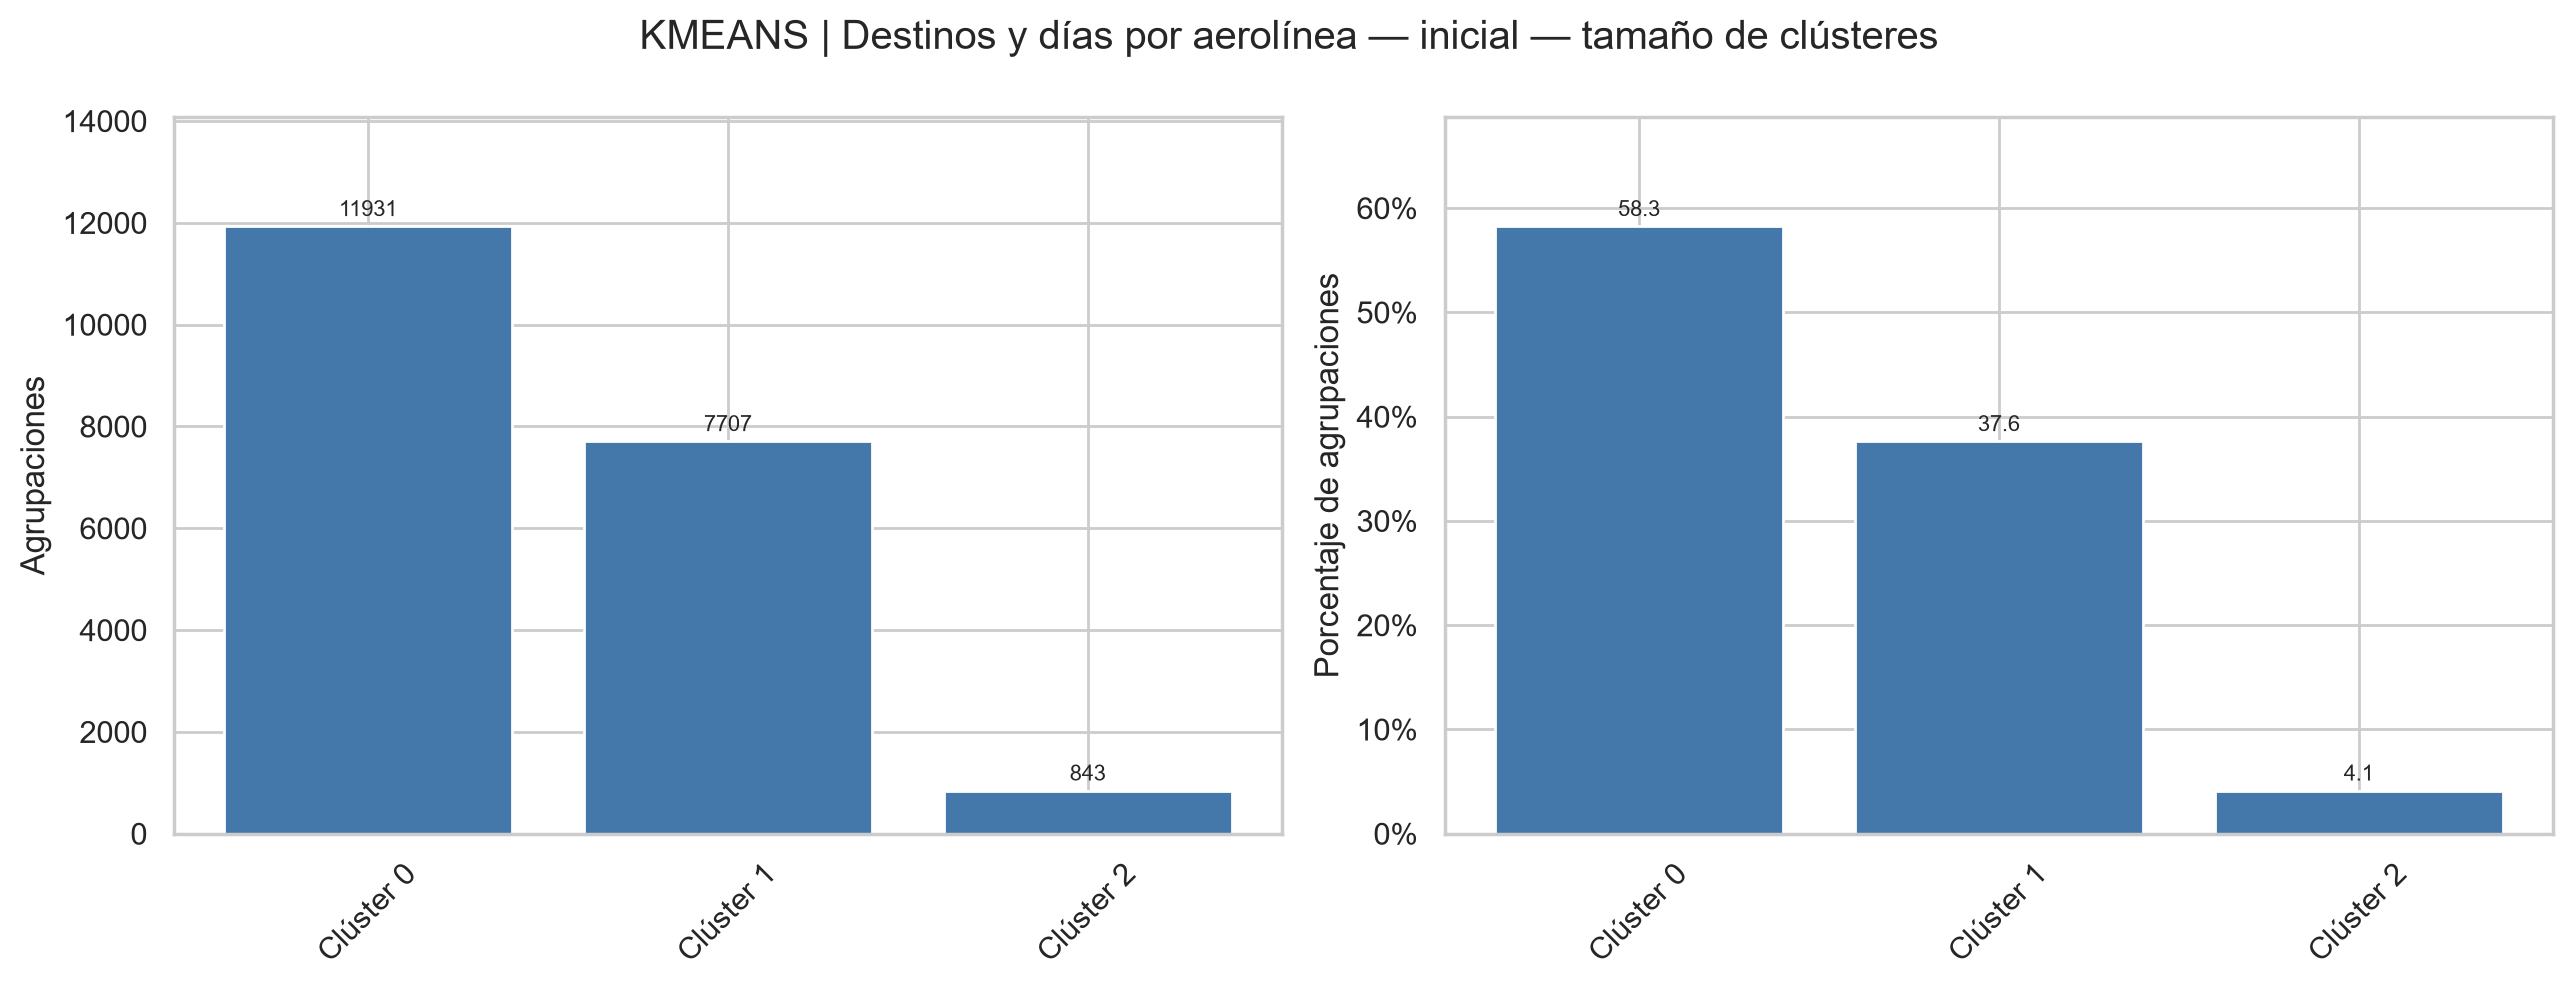 KMEANS | Destinos y días por aerolínea — inicial — tamaño de clústeres
Agrupaciones
14000
12000
10000
8000
6000
4000
2000
0
11931
7707
843
Clúster 0
Clúster 1
Clúster 2
Porcentaje de agrupaciones
60%
50%
40%
30%
20%
10%
0%
58.3
37.6
4.1
Clúster 0
Clúster 1
Clúster 2